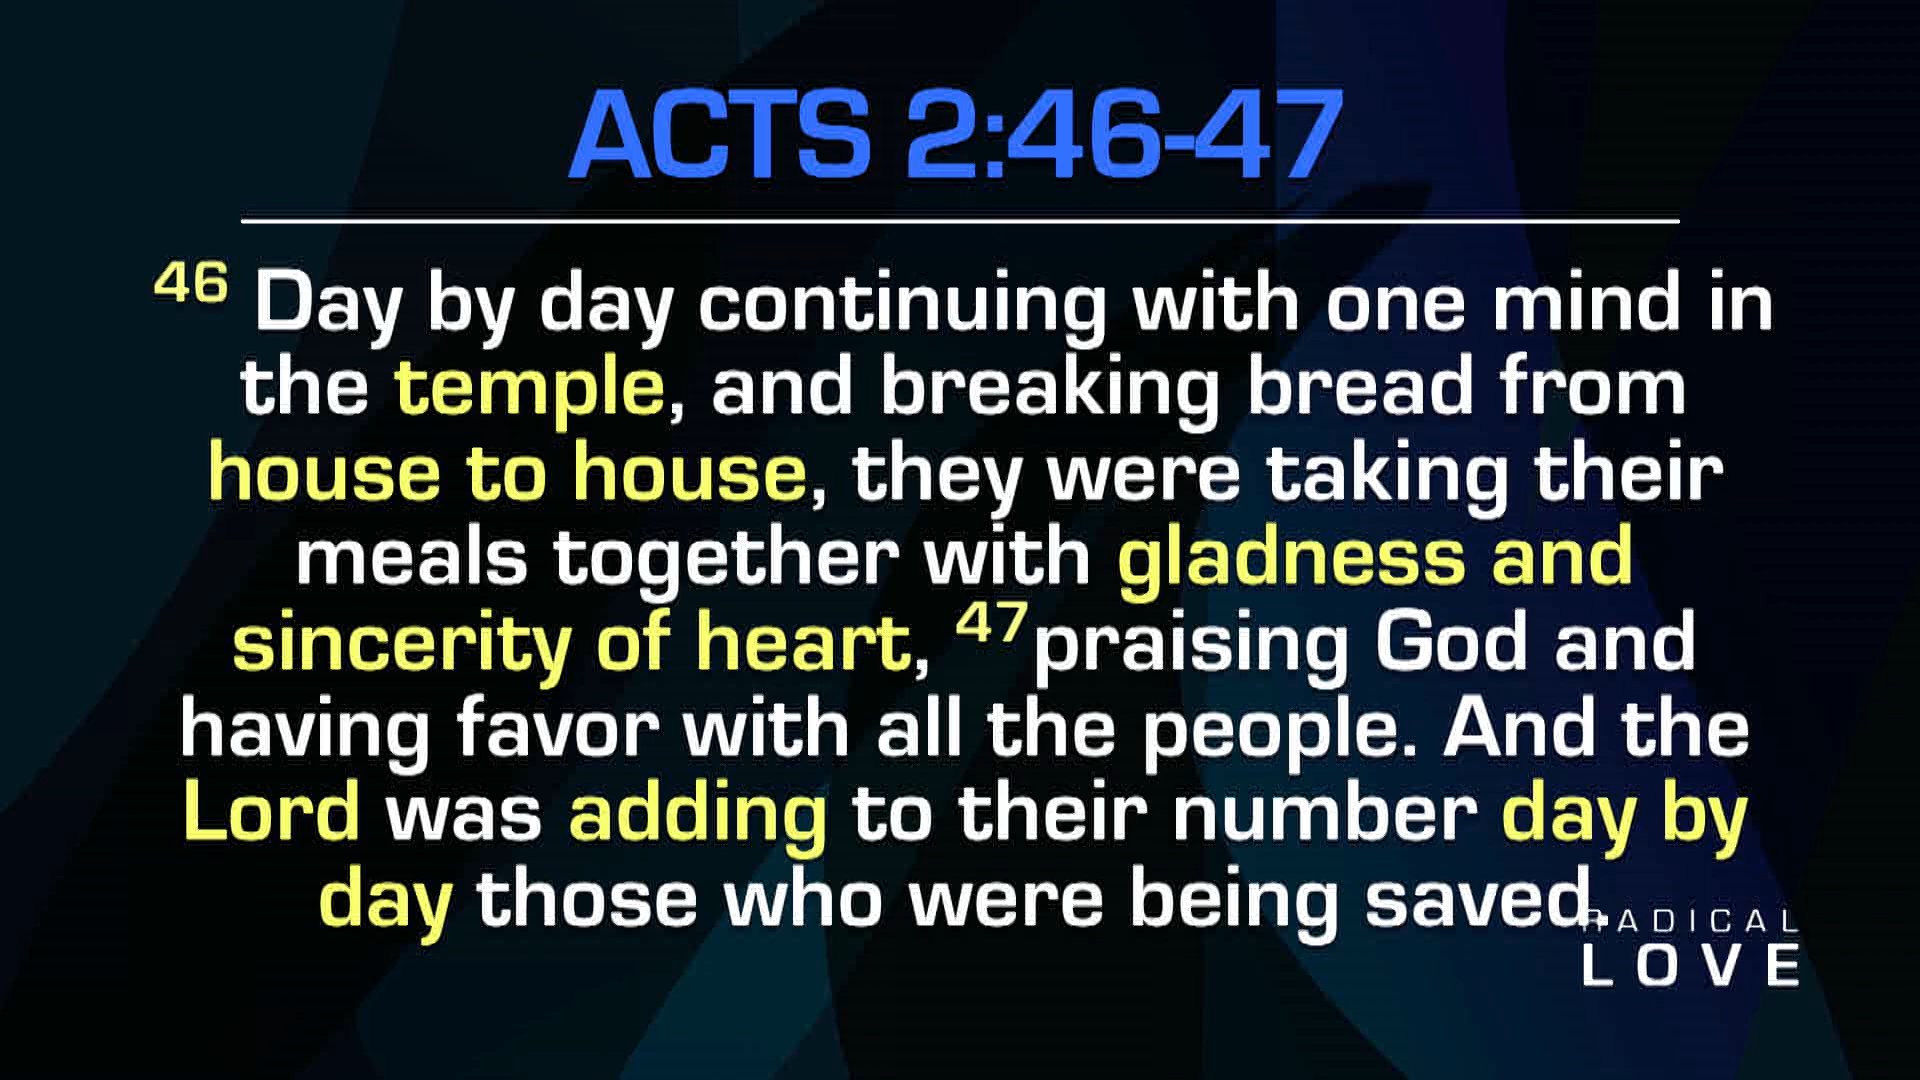 ACTS 2:46-47
46 Day by day continuing with one mind in
the temple, and breaking bread from
house to house, they were taking their
meals together with gladness and
sincerity of heart, 47praising God and
having favor with all the people. And the
Lord was adding to their number day by
day those who were being saved.
RADICAL
LOVE